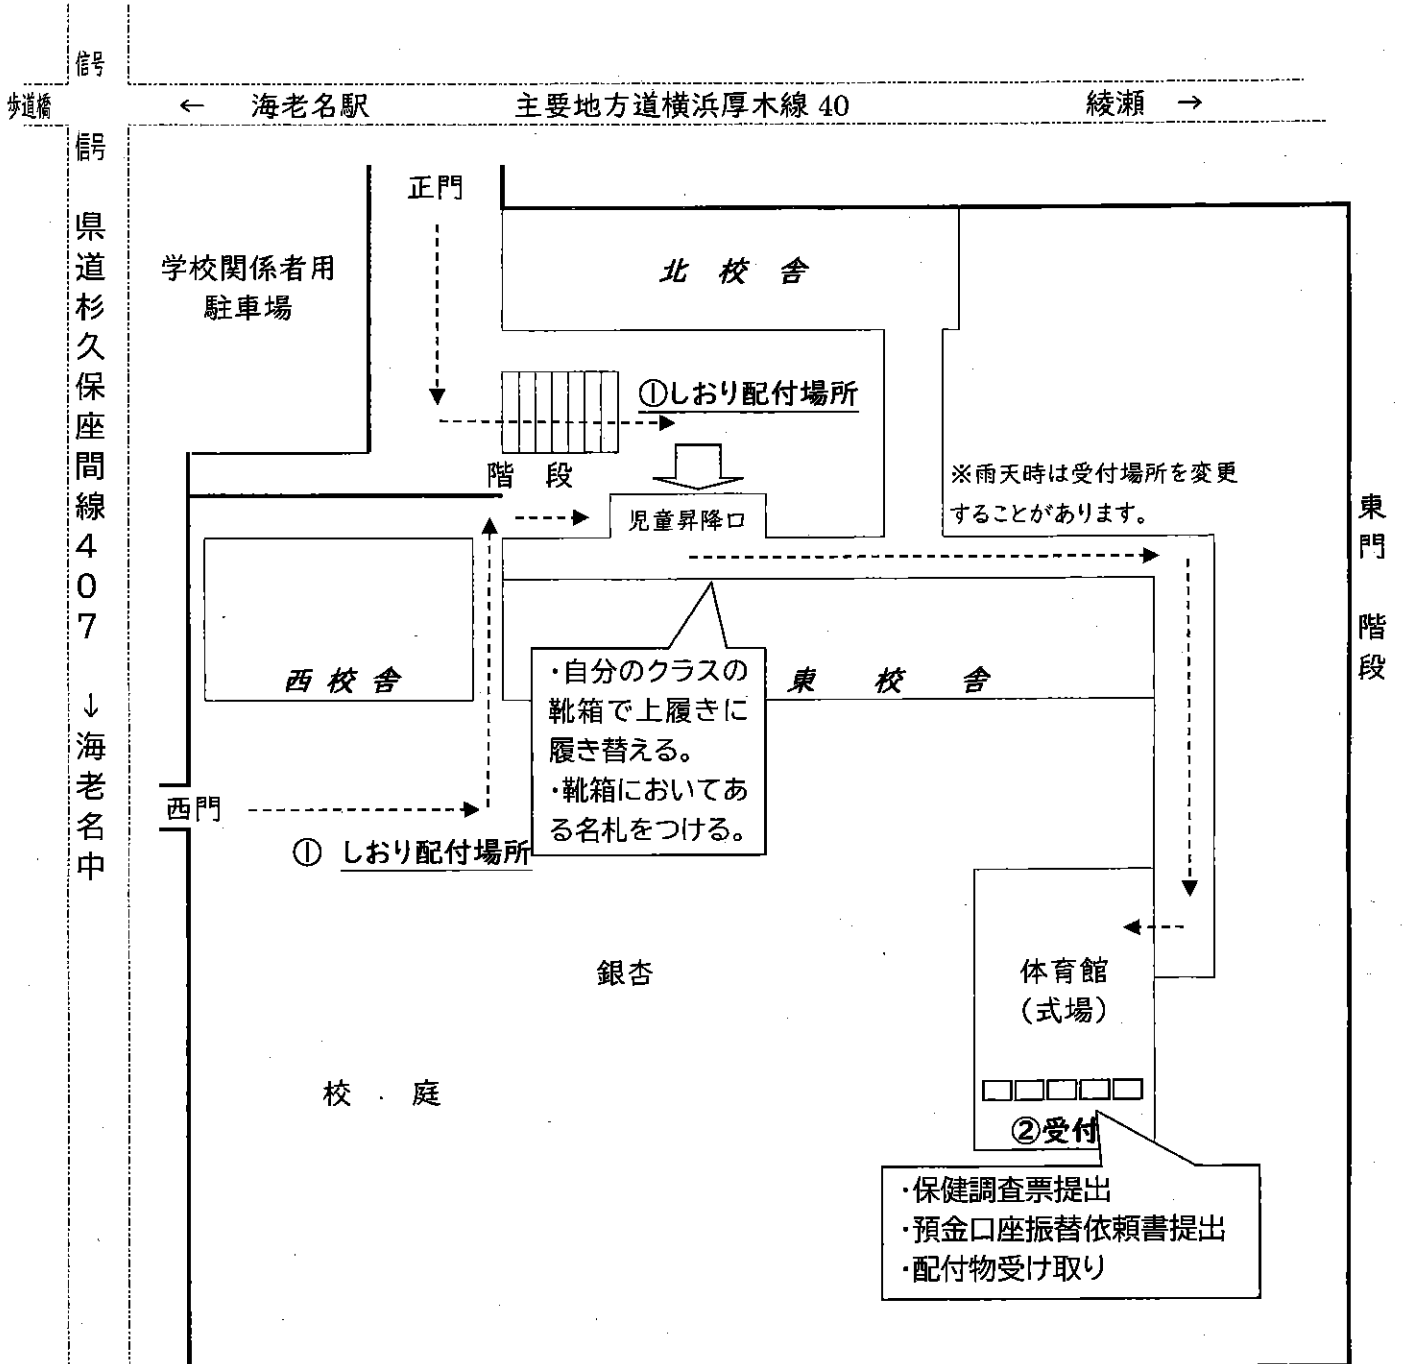 信号
歩道橋
← 海老名駅 主要地方道横浜厚木線 40 綾瀬 →
信号
県道杉久保座間線407 ↓海老名中
正門
学校関係者用
駐車場
北校舎
①しおり配付場所
階段
※雨天時は受付場所を変更
することがあります。
児童昇降口
東門 階段
西校舎
東校舎
・自分のクラスの
靴箱で上履きに
履き替える。
・靴箱においてあ
る名札をつける。
西門
① しおり配付場所
銀杏
体育館
(式場)
校庭
②受付
・保健調査票提出
・預金口座振替依頼書提出
・配付物受け取り